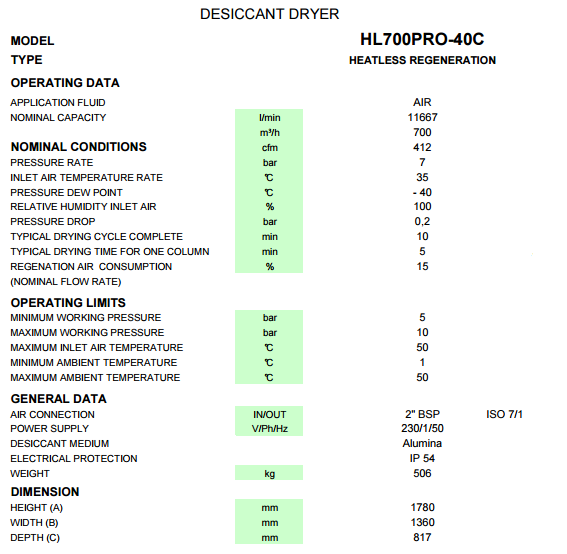 DESICCANT DRYER
MODEL HL700PRO-40C
TYPE HEATLESS REGENERATION
OPERATING DATA
APPLICATION FLUID AIR
NOMINAL CAPACITY l/min 11667
m³/h 700
NOMINAL CONDITIONS cfm 412
PRESSURE RATE bar 7
INLET AIR TEMPERATURE RATE °C 35
PRESSURE DEW POINT °C - 40
RELATIVE HUMIDITY INLET AIR % 100
PRESSURE DROP bar 0,2
TYPICAL DRYING CYCLE COMPLETE min 10
TYPICAL DRYING TIME FOR ONE COLUMN min 5
REGENATION AIR CONSUMPTION % 15
(NOMINAL FLOW RATE)
OPERATING LIMITS
MINIMUM WORKING PRESSURE bar 5
MAXIMUM WORKING PRESSURE bar 10
MAXIMUM INLET AIR TEMPERATURE °C 50
MINIMUM AMBIENT TEMPERATURE °C 1
MAXIMUM AMBIENT TEMPERATURE °C 50
GENERAL DATA
AIR CONNECTION IN/OUT 2" BSP ISO 7/1
POWER SUPPLY V/Ph/Hz 230/1/50
DESICCANT MEDIUM Alumina
ELECTRICAL PROTECTION IP 54
WEIGHT kg 506
DIMENSION
HEIGHT (A) mm 1780
WIDTH (B) mm 1360
DEPTH (C) mm 817